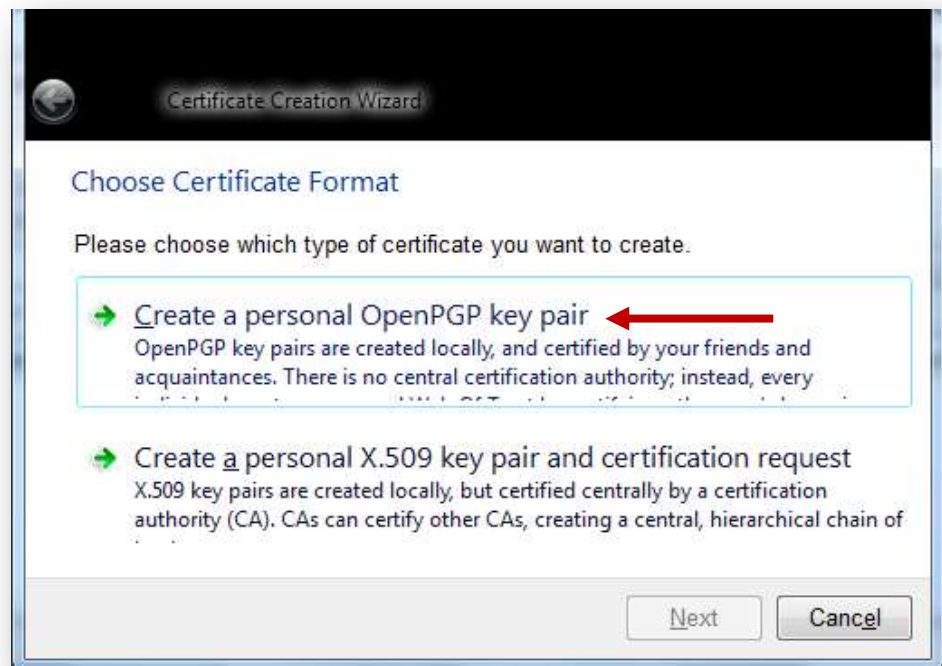 Certificate Creation Wizard
Choose Certificate Format
Please choose which type of certificate you want to create.
Create a personal OpenPGP key pair
OpenPGP key pairs are created locally, and certified by your friends and
acquaintances. There is no central certification authority; instead, every
Create a personal X.509 key pair and certification request
X.509 key pairs are created locally, but certified centrally by a certification
authority (CA). CAs can certify other CAs, creating a central, hierarchical chain of
Next
Cancel